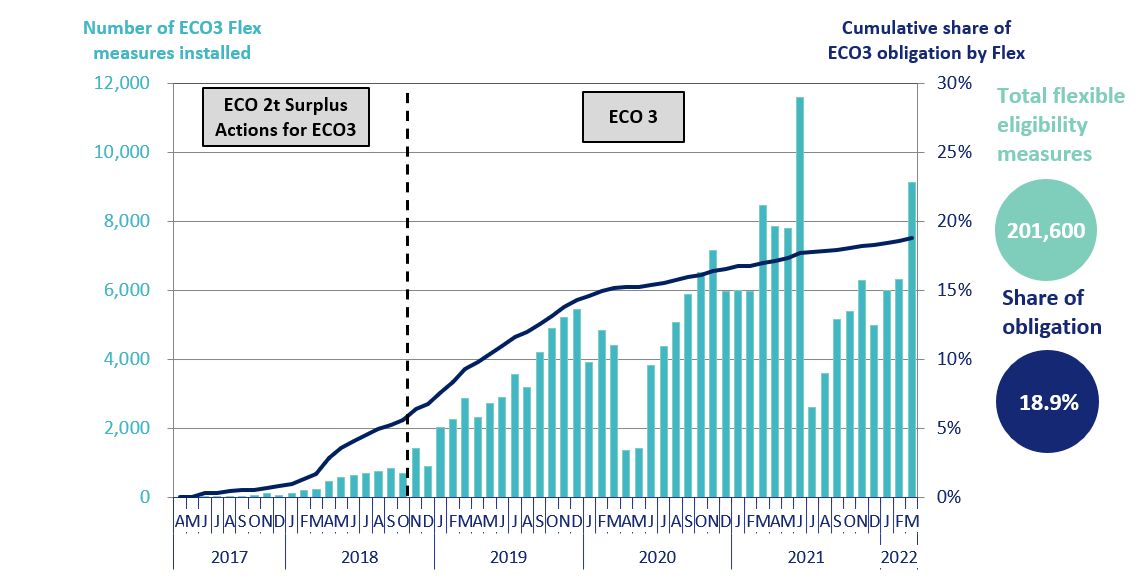 Number of ECO3 Flex
measures installed
Cumulative share of
ECO3 obligation by Flex
12,000
10,000
8,000
6,000
4,000
2,000
0
30%
25%
20%
15%
10%
5%
0%
ECO 2t Surplus
Actions for ECO3
ECO 3
Total flexible
eligibility
measures
201,600
Share of
obligation
18.9%
A M J J A S O N D J F M A M J J A S O N D J F M A M J J A S O N D J F M A M J J A S O N D J F M A M J J A S O N D J F M
2017 2018 2019 2020 2021 2022